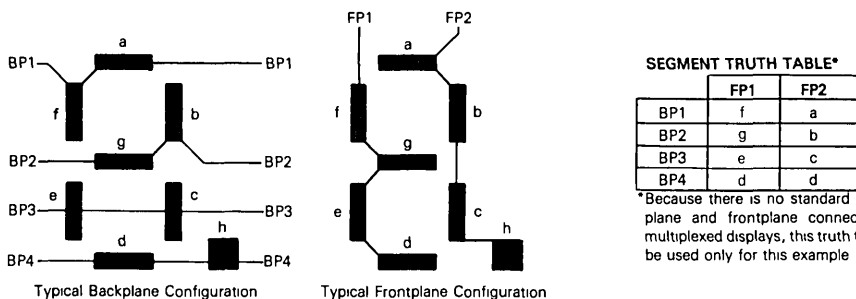 a
BP1 BP1
f b
g
BP2 BP2
e c
BP3 BP3
d h
BP4 BP4
Typical Backplane Configuration
FP1 FP2
a
f b
g
e c
d h
Typical Frontplane Configuration
SEGMENT TRUTH TABLE*
FP1 FP2
BP1 f a
BP2 g b
BP3 e c
BP4 d d
*Because there is no standard
plane and frontplane connec
multiplexed displays, this truth t
be used only for this example